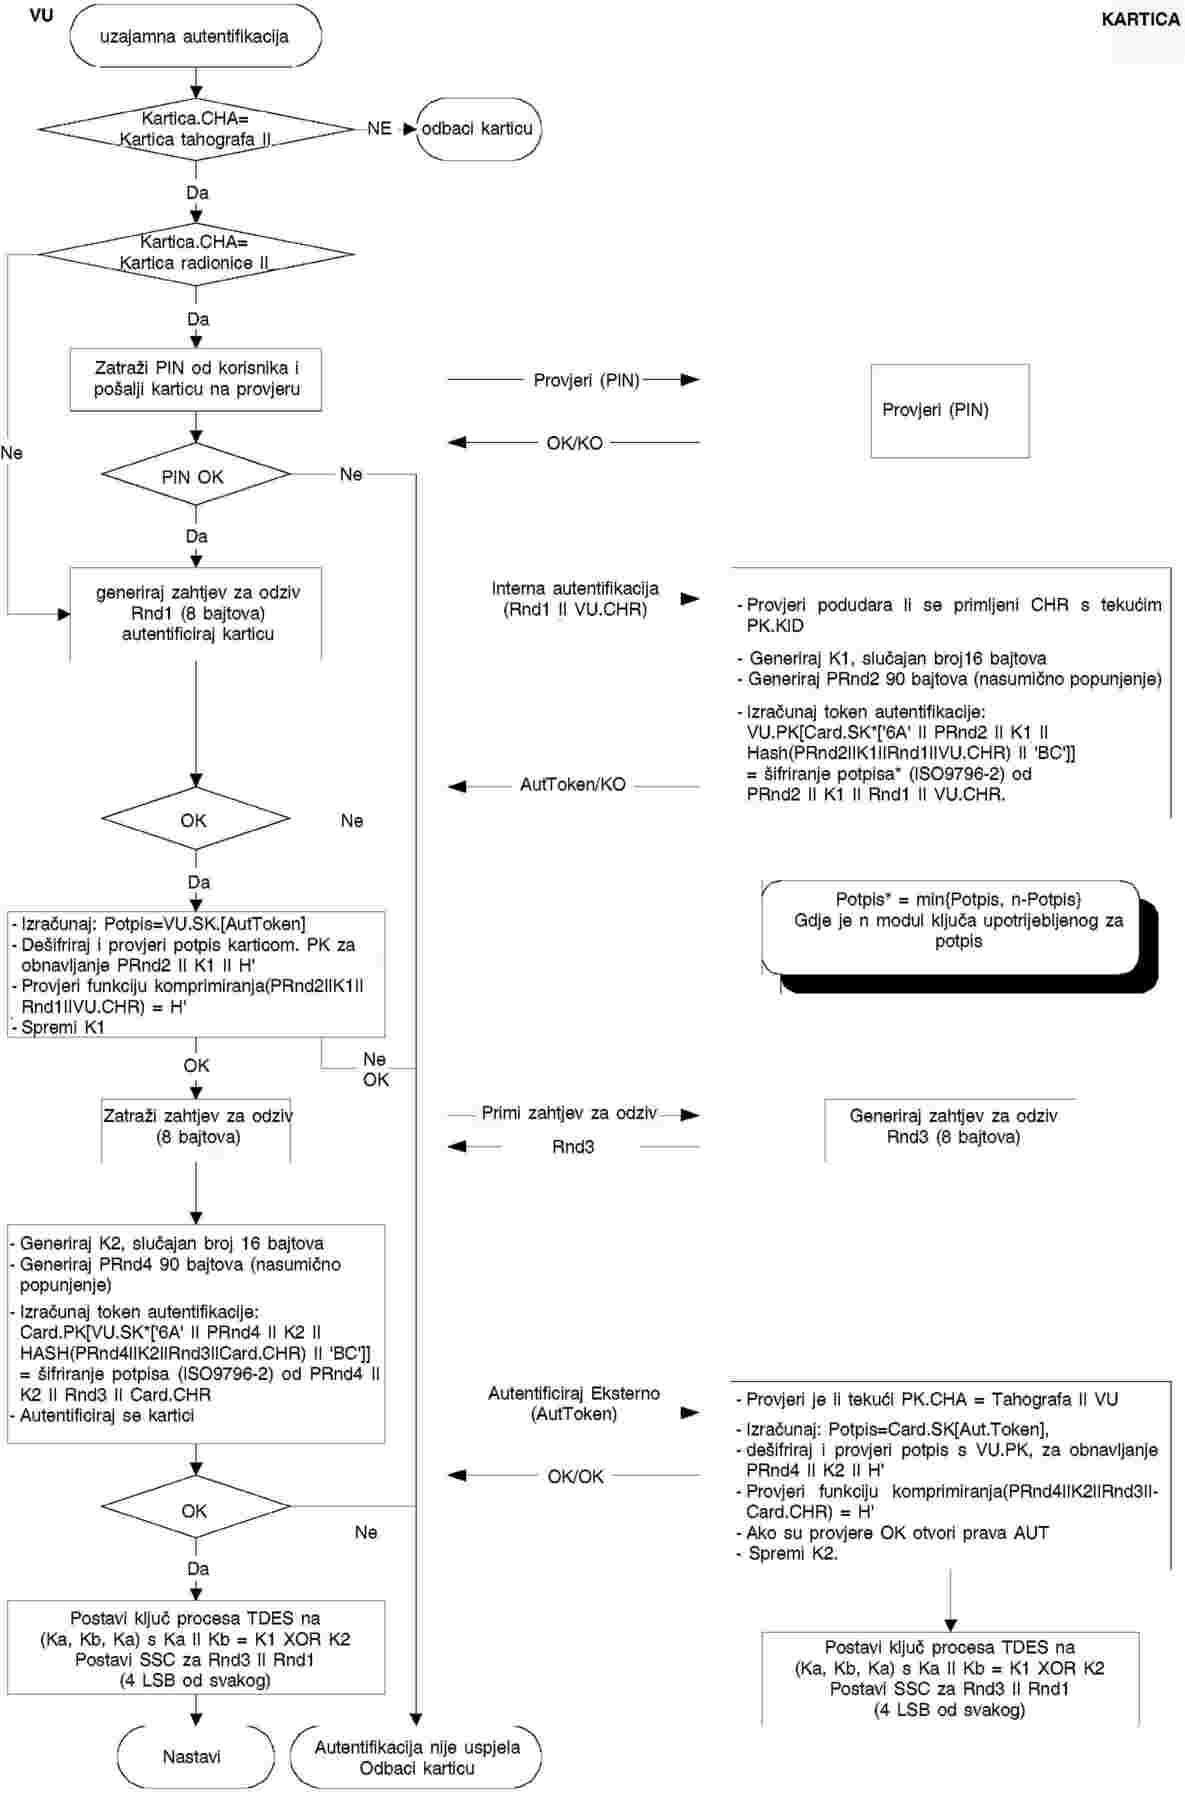 VU
KARTICA
uzajamna autentifikacija
Kartica.CHA=
Kartica tahografa II
NE
odbaci karticu
Da
Kartica.CHA=
Kartica radionice II
Da
Zatraži PIN od korisnika i
pošalji karticu na provjeru
Provjeri (PIN)
Provjeri (PIN)
OK/KO
Ne
PIN OK
Ne
Da
generiraj zahtjev za odziv
Rnd1 (8 bajtova)
autentificiraj karticu
Interna autentifikacija
(Rnd1 II VU.CHR)
- Provjeri podudara li se primljeni CHR s tekućim
PK.KID
- Generiraj K1, slučajan broj16 bajtova
- Generiraj PRnd2 90 bajtova (nasumično popunjenje)
- Izračunaj token autentifikacije:
VU.PK[Card.SK*['6A' II PRnd2 II K1 II
Hash(PRnd2IIK1IIRnd1IIVU.CHR) II 'BC']]
= šifriranje potpisa* (ISO9796-2) od
PRnd2 II K1 II Rnd1 II VU.CHR.
AutToken/KO
OK
Ne
Da
Potpis* = min{Potpis, n-Potpis}
Gdje je n modul ključa upotrijebljenog za
potpis
- Izračunaj: Potpis=VU.SK.[AutToken]
- Dešifriraj i provjeri potpis karticom. PK za
obnavljanje PRnd2 II K1 II H'
- Provjeri funkciju komprimiranja(PRnd2IIK1II
Rnd1IIVU.CHR) = H'
- Spremi K1
OK
Ne
OK
Zatraži zahtjev za odziv
(8 bajtova)
Primi zahtjev za odziv
Rnd3
Generiraj zahtjev za odziv
Rnd3 (8 bajtova)
- Generiraj K2, slučajan broj 16 bajtova
- Generiraj PRnd4 90 bajtova (nasumično
popunjenje)
- Izračunaj token autentifikacije:
Card.PK[VU.SK*['6A' II PRnd4 II K2 II
HASH(PRnd4IIK2IIRnd3IICard.CHR) II 'BC']]
= šifriranje potpisa (ISO9796-2) od PRnd4 II
K2 II Rnd3 II Card.CHR
- Autentificiraj se kartici
Autentificiraj Eksterno
(AutToken)
OK/OK
- Provjeri je li tekući PK.CHA = Tahografa II VU
- Izračunaj: Potpis=Card.SK[Aut.Token],
- dešifriraj i provjeri potpis s VU.PK, za obnavljanje
PRnd4 II K2 II H'
- Provjeri funkciju komprimiranja(PRnd4IIK2IIRnd3II-
Card.CHR) = H'
- Ako su provjere OK otvori prava AUT
- Spremi K2.
OK
Ne
Da
Postavi ključ procesa TDES na
(Ka, Kb, Ka) s Ka II Kb = K1 XOR K2
Postavi SSC za Rnd3 II Rnd1
(4 LSB od svakog)
Postavi ključ procesa TDES na
(Ka, Kb, Ka) s Ka II Kb = K1 XOR K2
Postavi SSC za Rnd3 II Rnd1
(4 LSB od svakog)
Nastavi
Autentifikacija nije uspjela
Odbaci karticu